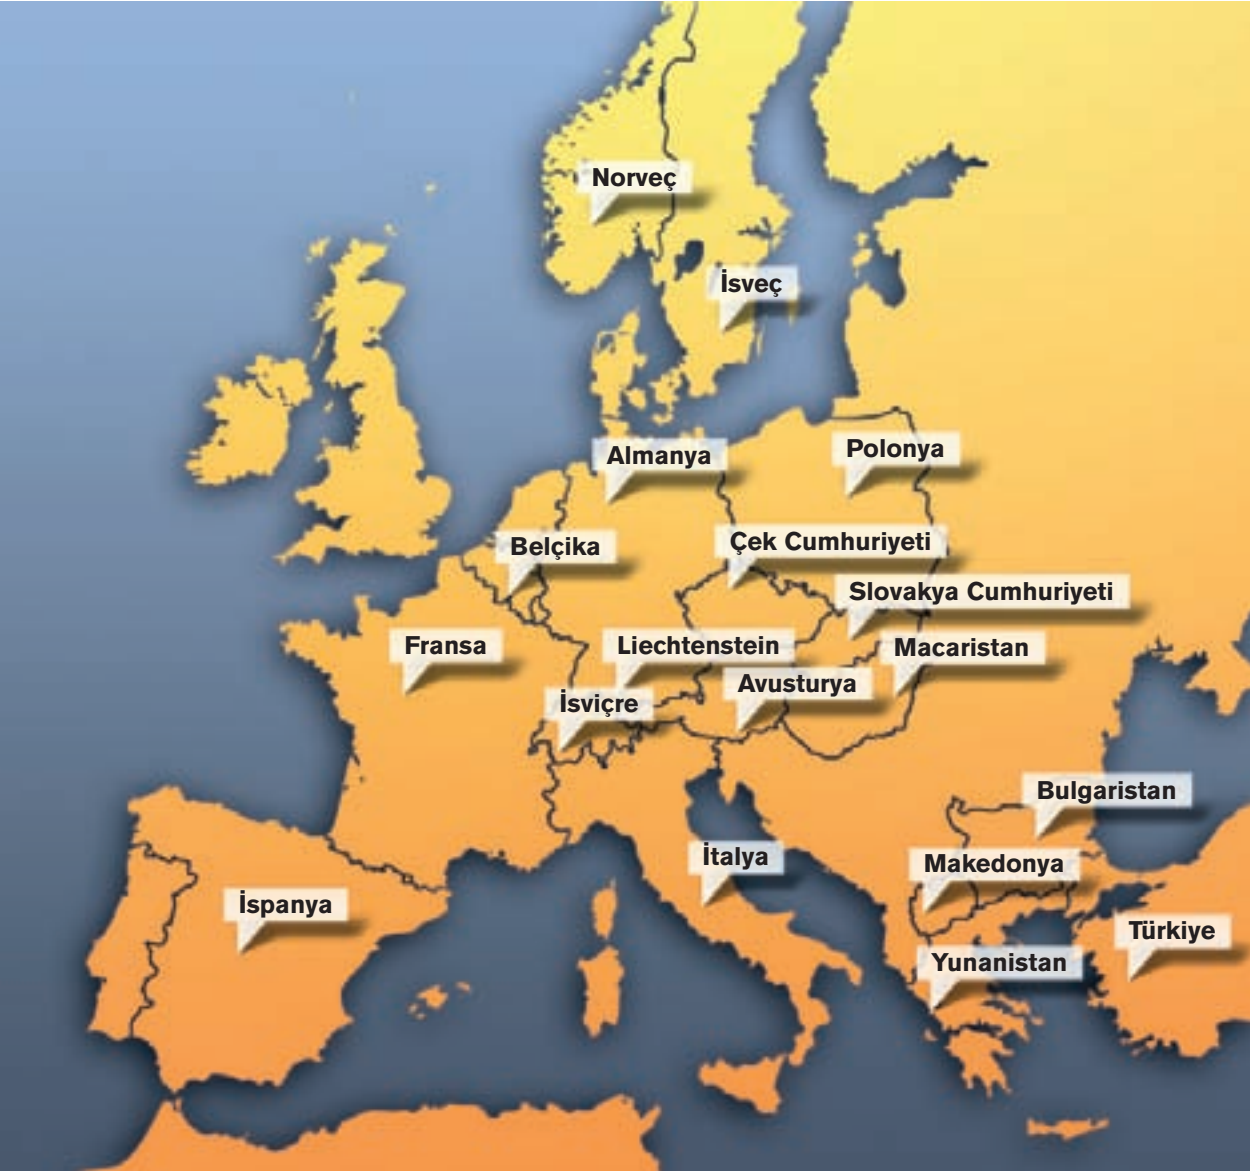 Norveç
İsveç
Almanya
Polonya
Belçika
Çek Cumhuriyeti
Slovakya Cumhuriyeti
Fransa
Liechtenstein
Macaristan
Avusturya
İsviçre
Bulgaristan
İtalya
Makedonya
İspanya
Türkiye
Yunanistan